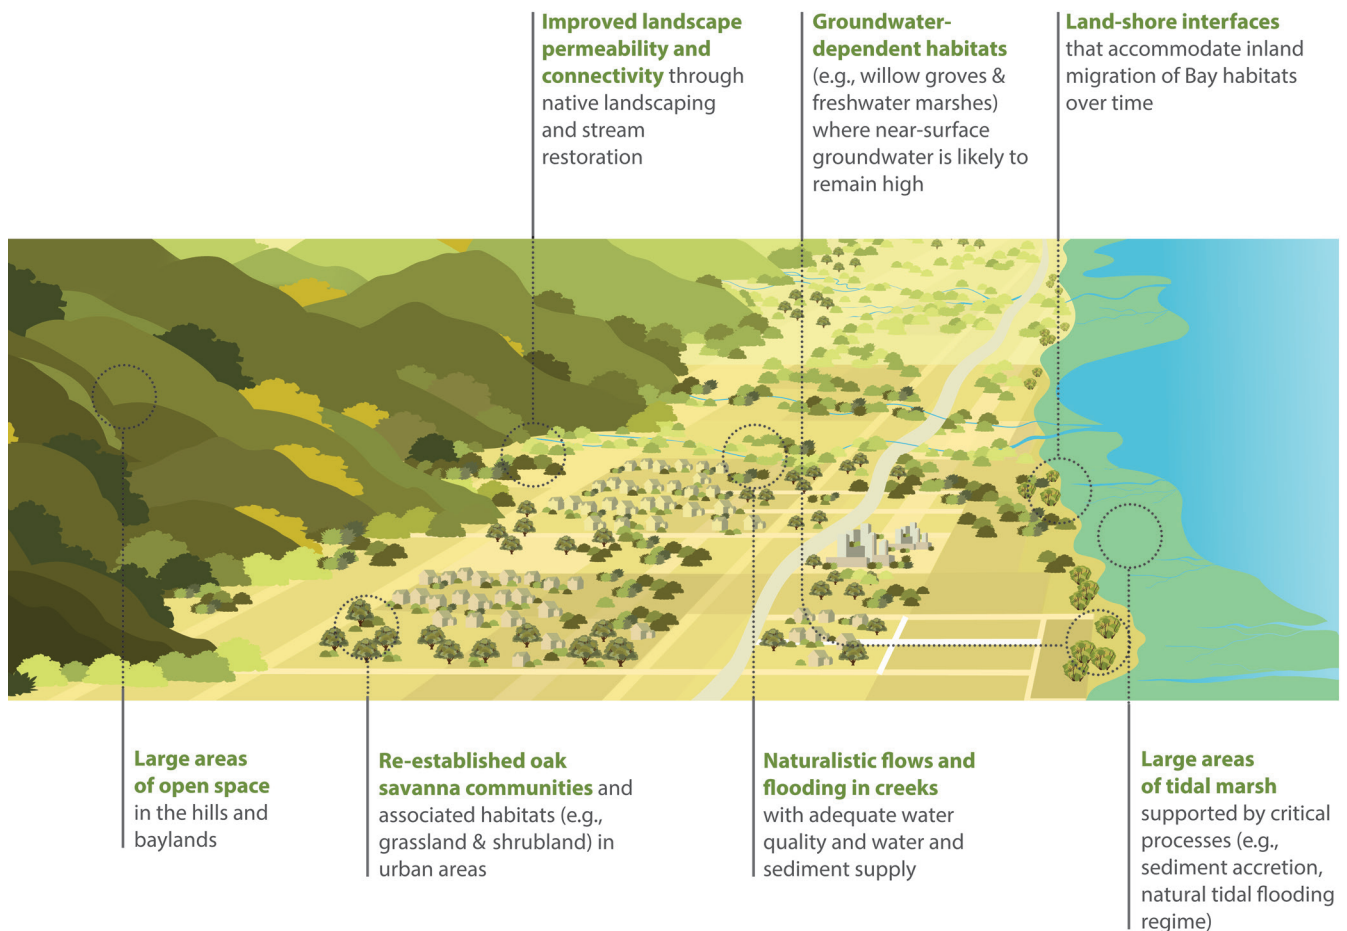 Improved landscape
permeability and
connectivity through
native landscaping
and stream
restoration
Groundwater-
dependent habitats
(e.g., willow groves &
freshwater marshes)
where near-surface
groundwater is likely to
remain high
Land-shore interfaces
that accommodate inland
migration of Bay habitats
over time
Large areas
of open space
in the hills and
baylands
Re-established oak
savanna communities and
associated habitats (e.g.,
grassland & shrubland) in
urban areas
Naturalistic flows and
flooding in creeks
with adequate water
quality and water and
sediment supply
Large areas
of tidal marsh
supported by critical
processes (e.g.,
sediment accretion,
natural tidal flooding
regime)